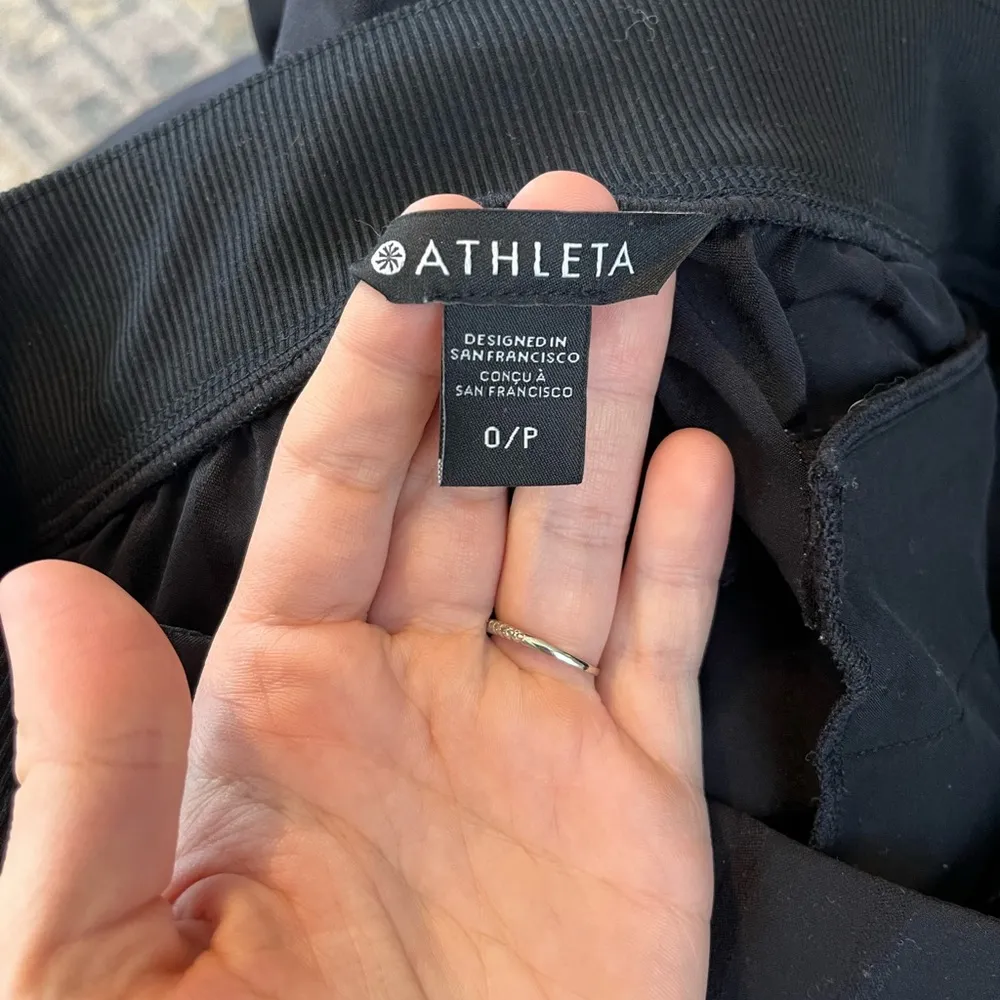 ATHLETA
DESIGNED IN
SAN FRANCISCO
CONÇU À
SAN FRANCISCO
0/P